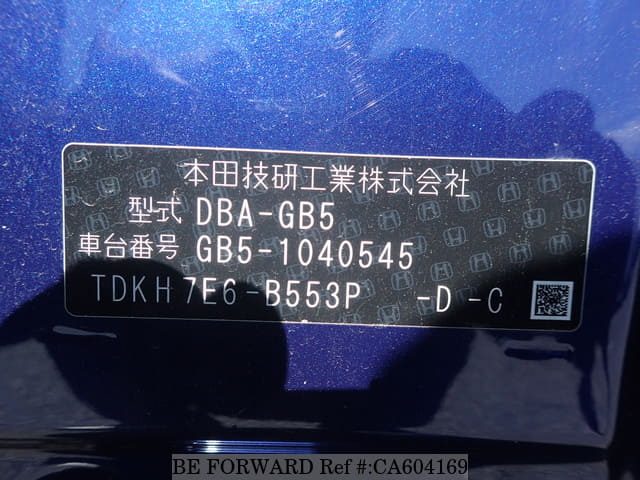 本田技研工業株式会社
型式 DBA-GB5
車台番号 GB5-1040545
TDKH7E6-B553P -D-C
BE FORWARD Ref #:CA604169